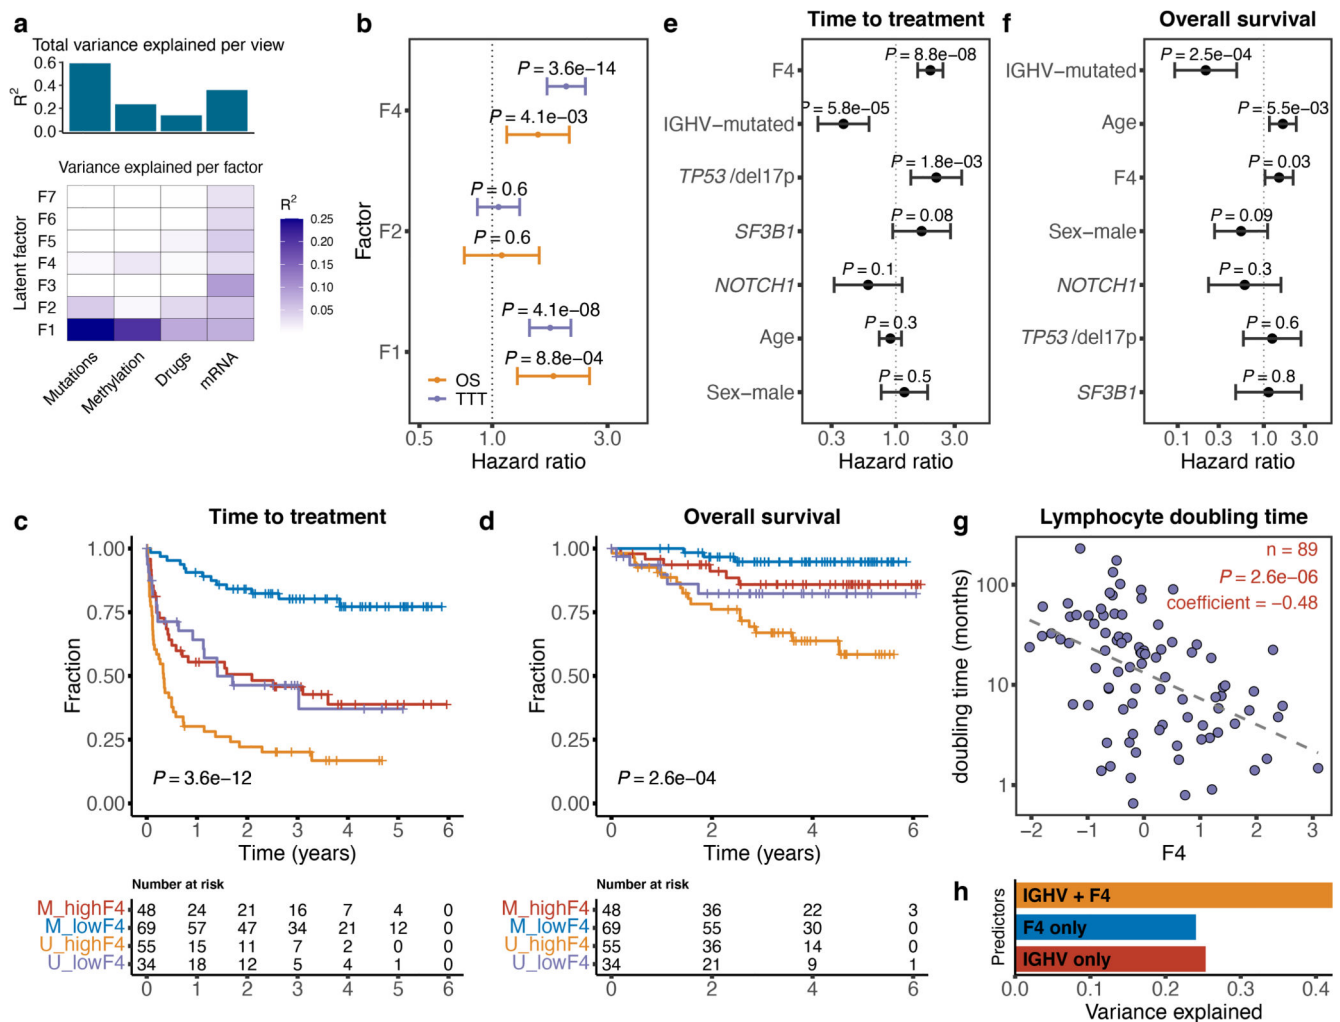 a
Total variance explained per view
R²
0.6
0.4
0.2
0.0
Variance explained per factor
Latent factor
F7
F6
F5
F4
F3
F2
F1
Mutations
Methylation
Drugs
mRNA
R²
0.25
0.20
0.15
0.10
0.05
b
Factor
F4
F2
F1
P = 3.6e−14
P = 4.1e−03
P = 0.6
P = 0.6
P = 4.1e−08
P = 8.8e−04
OS
TTT
0.5 1.0 3.0
Hazard ratio
e
Time to treatment
F4
P = 8.8e−08
IGHV−mutated
P = 5.8e−05
TP53 /del17p
P = 1.8e−03
SF3B1
P = 0.08
NOTCH1
P = 0.1
Age
P = 0.3
Sex−male
P = 0.5
0.3 1.0 3.0
Hazard ratio
f
Overall survival
IGHV−mutated
P = 2.5e−04
Age
P = 5.5e−03
F4
P = 0.03
Sex−male
P = 0.09
NOTCH1
P = 0.3
TP53 /del17p
P = 0.6
SF3B1
P = 0.8
0.1 0.3 1.0 3.0
Hazard ratio
c
Time to treatment
Fraction
1.00
0.75
0.50
0.25
0.00
P = 3.6e−12
0 1 2 3 4 5 6
Time (years)
Number at risk
M_highF4 48 24 21 16 7 4 0
M_lowF4 69 57 47 34 21 12 0
U_highF4 55 15 11 7 2 0 0
U_lowF4 34 18 12 5 4 1 0
0 1 2 3 4 5 6
d
Overall survival
Fraction
1.00
0.75
0.50
0.25
0.00
P = 2.6e−04
0 2 4 6
Time (years)
Number at risk
M_highF4 48 36 22 3
M_lowF4 69 55 30 0
U_highF4 55 36 14 0
U_lowF4 34 21 9 1
0 2 4 6
g
Lymphocyte doubling time
n = 89
P = 2.6e−06
coefficient = −0.48
doubling time (months)
100
10
1
−2 −1 0 1 2 3
F4
h
Predictors
IGHV + F4
F4 only
IGHV only
0.0 0.1 0.2 0.3 0.4
Variance explained